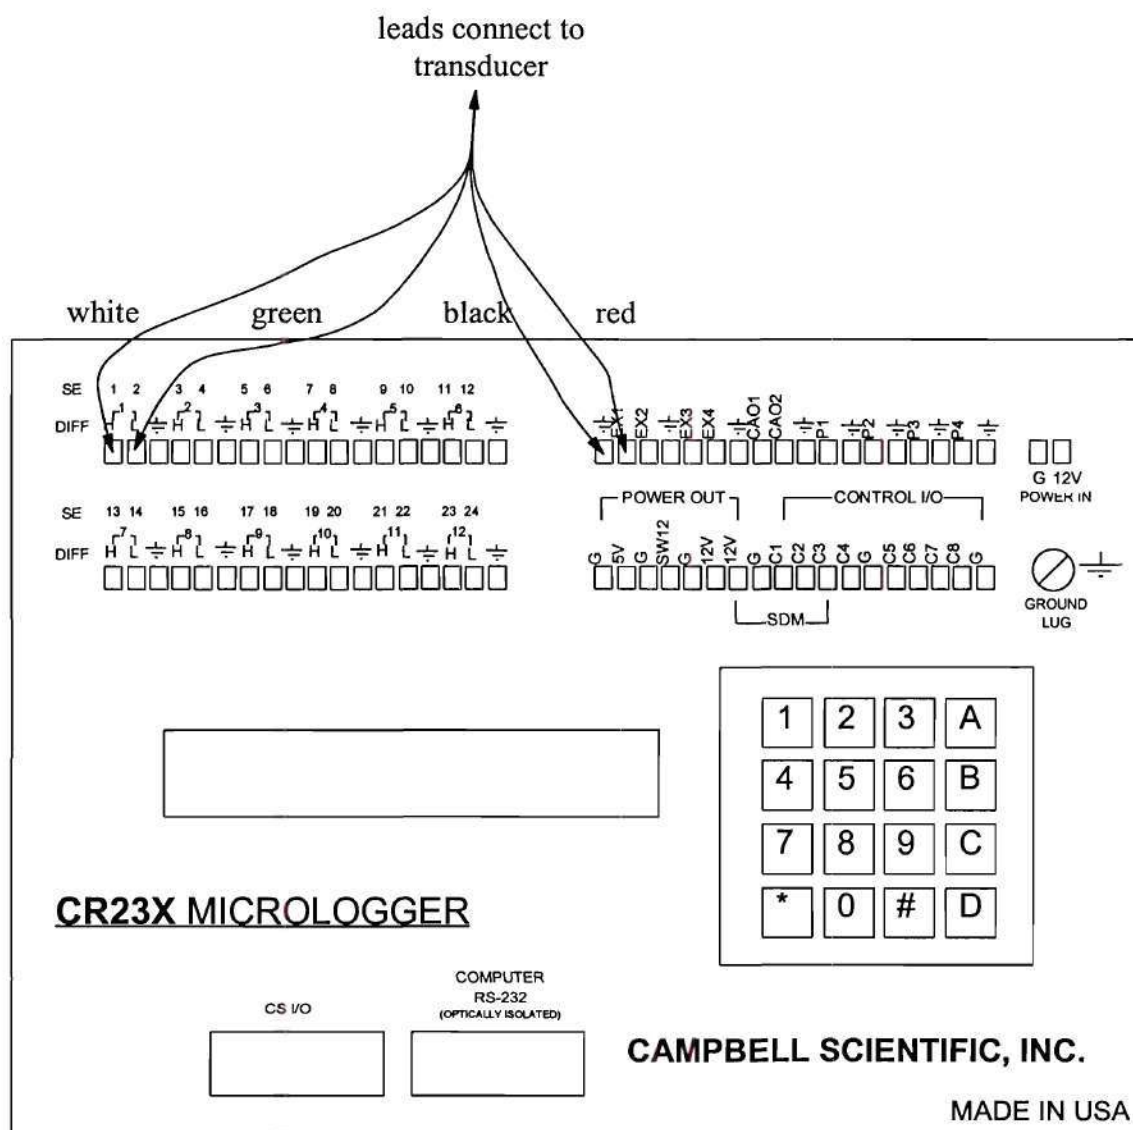 leads connect to
transducer
white green black red
SE 1 2 3 4 5 6 7 8 9 10 11 12
1 2 3 4 5 6
DIFF H L H L H L H L H L H L
EX1 EX2 EX3 EX4 CAO1 CAO2 P1 P2 P3 P4
G 12V
POWER IN
POWER OUT CONTROL I/O
SE 13 14 15 16 17 18 19 20 21 22 23 24
7 8 9 10 11 12
DIFF H L H L H L H L H L H L
G 5V G SW12 G 12V 12V G C1 C2 C3 C4 G C5 C6 C7 C8 G
SDM
GROUND
LUG
1 2 3 A
4 5 6 B
7 8 9 C
* 0 # D
CR23X MICROLOGGER
CS I/O
COMPUTER
RS-232
(OPTICALLY ISOLATED)
CAMPBELL SCIENTIFIC, INC.
MADE IN USA